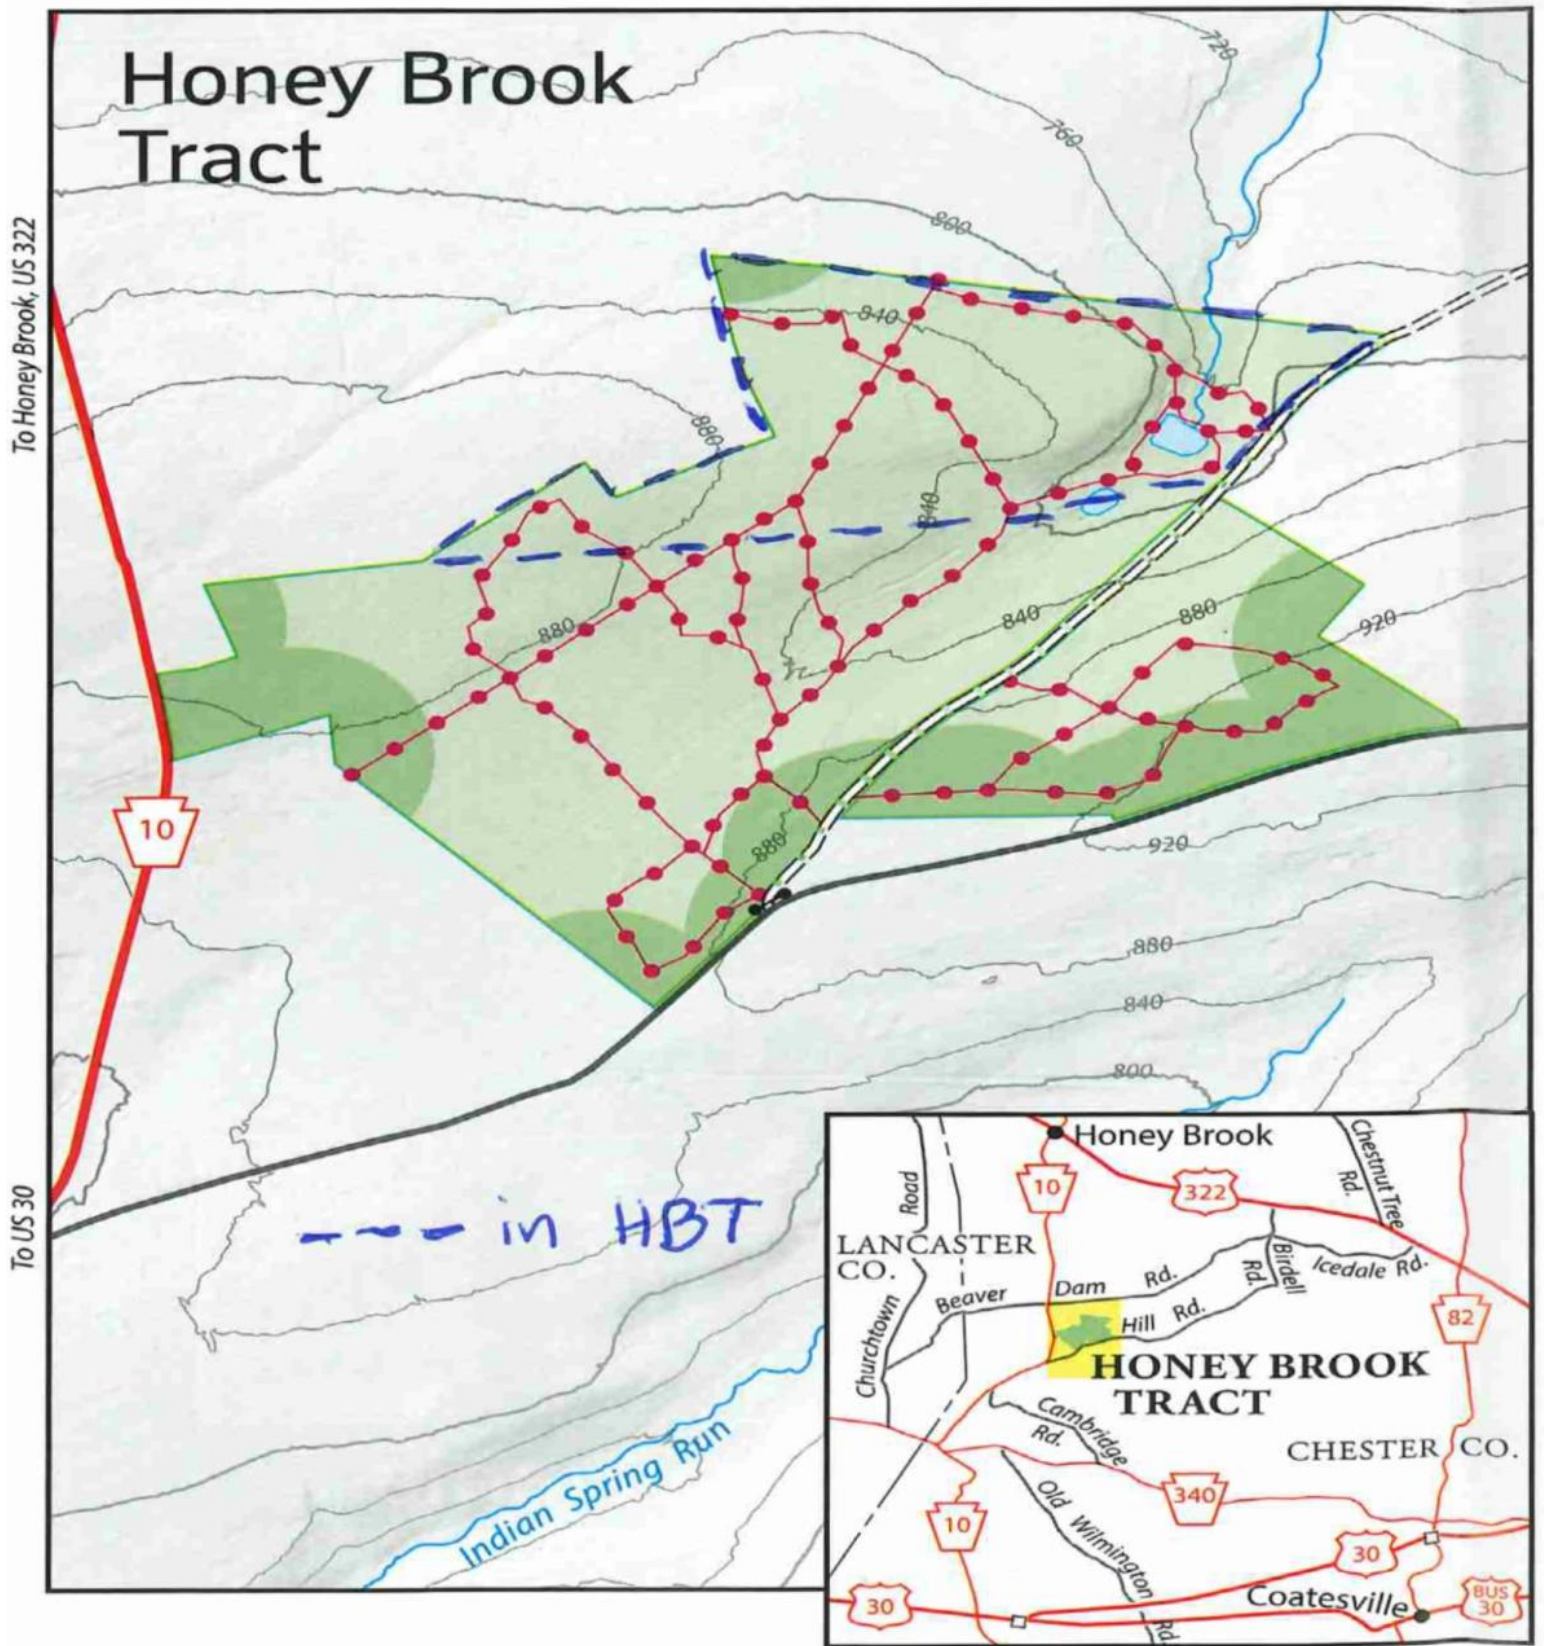 Honey Brook
Tract
To Honey Brook, US 322
To US 30
720
760
800
840
880
840
880
840
880
920
10
880
920
880
840
800
--- in HBT
Indian Spring Run
Honey Brook
10
322
Chestnut Tree
Rd.
Road
LANCASTER
CO.
Churchtown
Beaver
Dam
Rd.
Birdell
Rd.
Icedale Rd.
Hill
Rd.
82
HONEY BROOK
TRACT
Cambridge
Rd.
CHESTER CO.
Old Wilmington
Rd.
340
10
30
Coatesville
30
BUS
30